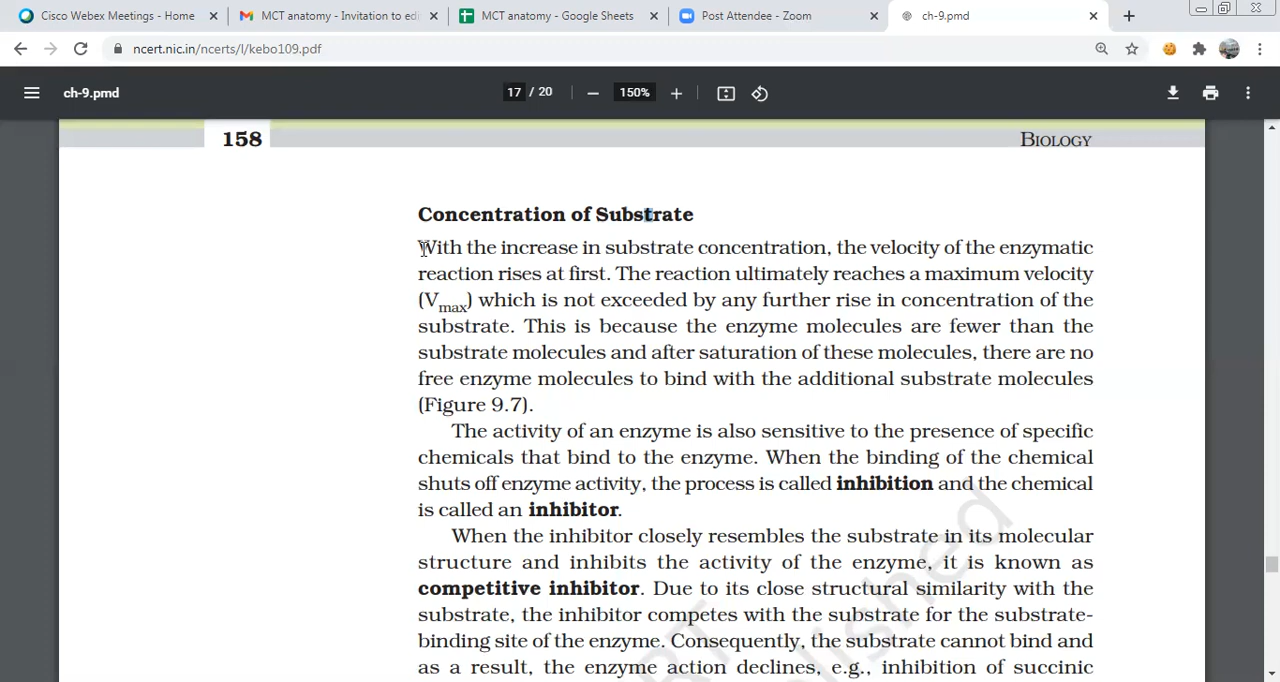 Cisco Webex Meetings - Home
MCT anatomy - Invitation to edi
MCT anatomy - Google Sheets
Post Attendee - Zoom
ch-9.pmd
ncert.nic.in/ncerts/l/kebo109.pdf
ch-9.pmd
17 / 20
150%
158
BIOLOGY
Concentration of Substrate
With the increase in substrate concentration, the velocity of the enzymatic
reaction rises at first. The reaction ultimately reaches a maximum velocity
(Vmax) which is not exceeded by any further rise in concentration of the
substrate. This is because the enzyme molecules are fewer than the
substrate molecules and after saturation of these molecules, there are no
free enzyme molecules to bind with the additional substrate molecules
(Figure 9.7).
The activity of an enzyme is also sensitive to the presence of specific
chemicals that bind to the enzyme. When the binding of the chemical
shuts off enzyme activity, the process is called inhibition and the chemical
is called an inhibitor.
When the inhibitor closely resembles the substrate in its molecular
structure and inhibits the activity of the enzyme, it is known as
competitive inhibitor. Due to its close structural similarity with the
substrate, the inhibitor competes with the substrate for the substrate-
binding site of the enzyme. Consequently, the substrate cannot bind and
as a result, the enzyme action declines, e.g., inhibition of succinic